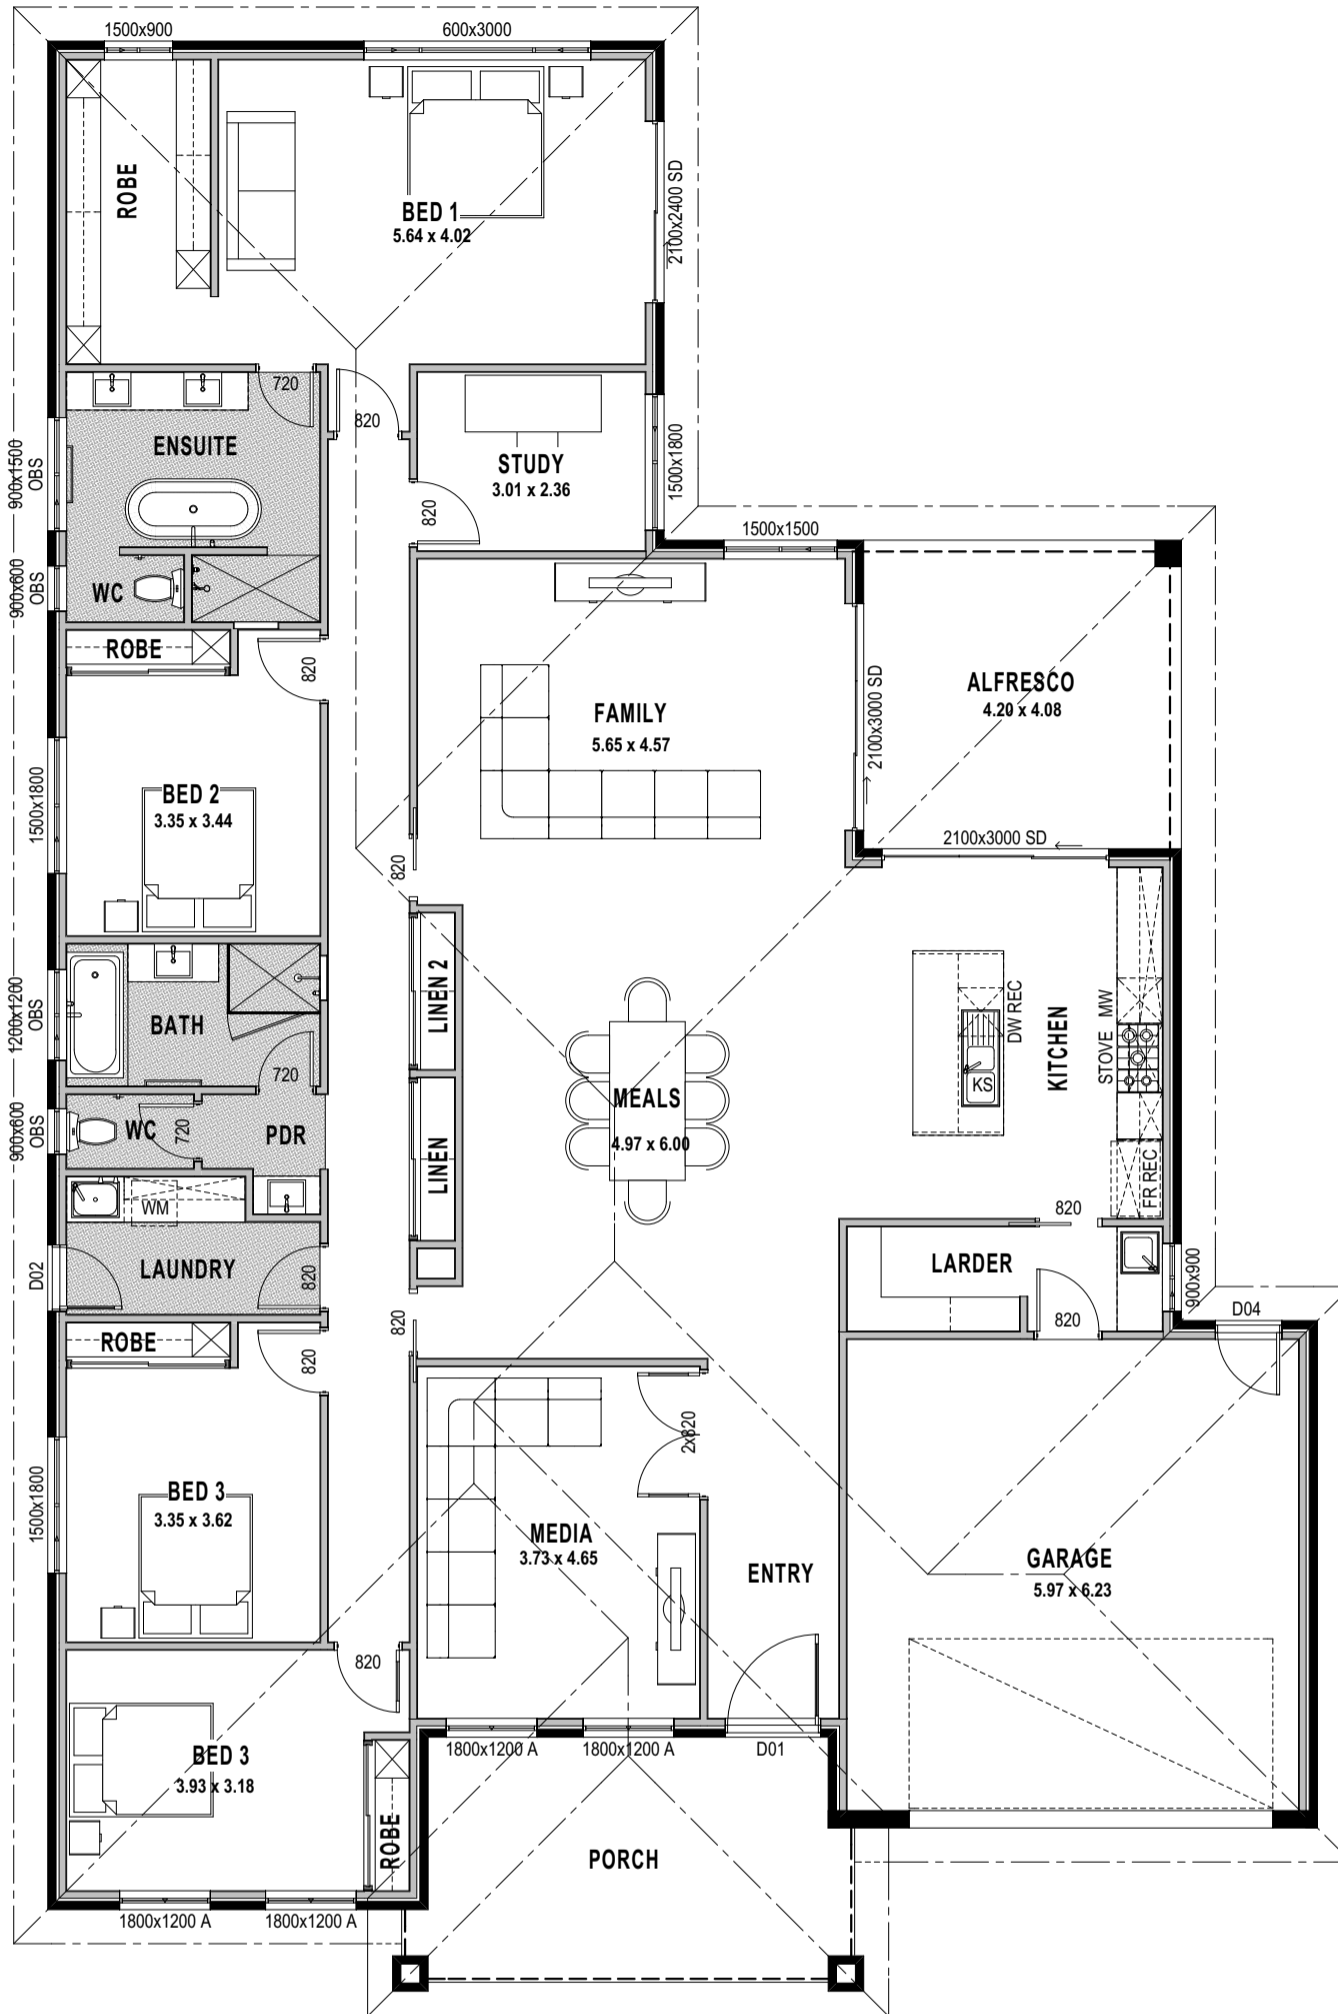 1500x900
600x3000
ROBE
BED 1
5.64 x 4.02
2100x2400 SD
720
820
ENSUITE
900x1500
OBS
STUDY
3.01 x 2.36
1500x1800
820
1500x1500
WC
900x600
OBS
ROBE
820
FAMILY
5.65 x 4.57
2100x3000 SD
ALFRESCO
4.20 x 4.08
BED 2
3.35 x 3.44
1500x1800
820
2100x3000 SD
LINEN 2
BATH
1200x1200
OBS
720
DW REC
KS
KITCHEN
STOVE
MW
MEALS
4.97 x 6.00
WC
900x600
OBS
720
PDR
LINEN
FR REC
WM
820
LAUNDRY
D02
820
LARDER
900x900
820
D04
ROBE
820
820
2x820
BED 3
3.35 x 3.62
1500x1800
MEDIA
3.73 x 4.65
ENTRY
GARAGE
5.97 x 6.23
820
BED 3
3.93 x 3.18
1800x1200 A
1800x1200 A
D01
ROBE
PORCH
1800x1200 A
1800x1200 A